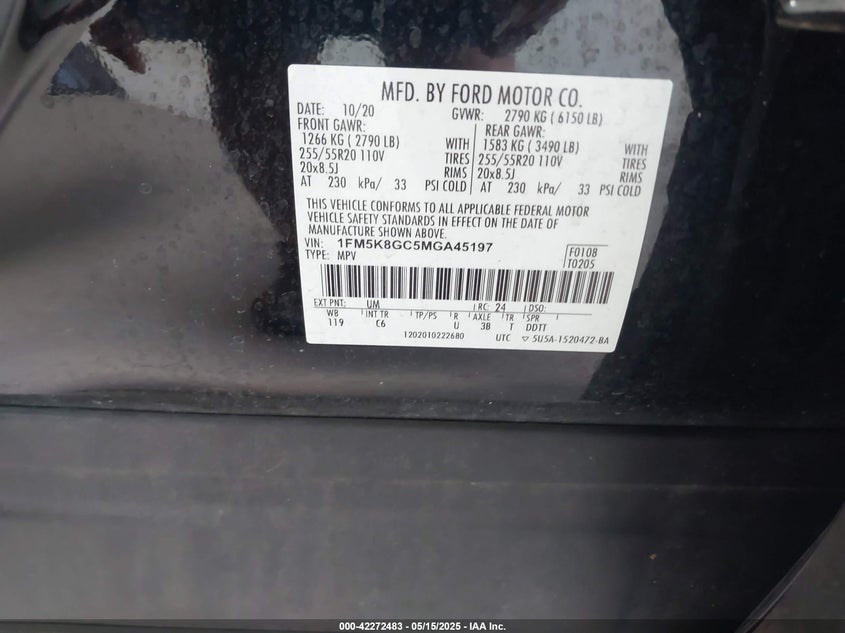 MFD. BY FORD MOTOR CO.
DATE: 10/20 GVWR: 2790 KG ( 6150 LB)
FRONT GAWR: REAR GAWR:
1266 KG ( 2790 LB) WITH 1583 KG ( 3490 LB) WITH
255/55R20 110V TIRES 255/55R20 110V TIRES
20x8.5J RIMS 20x8.5J RIMS
AT 230 kPa/ 33 PSI COLD AT 230 kPa/ 33 PSI COLD
THIS VEHICLE CONFORMS TO ALL APPLICABLE FEDERAL MOTOR
VEHICLE SAFETY STANDARDS IN EFFECT ON THE DATE OF
MANUFACTURE SHOWN ABOVE.
VIN: 1FM5K8GC5MGA45197 F0108
TYPE: MPV T0205
EXT PNT: UM RC: 24 DSO:
WB INT TR TP/PS R AXLE TR SPR
119 C6 U 3B T DDTT
1202010222680 UTC ▽ 5U5A-1520472-BA
000-42272483 - 05/15/2025 - IAA Inc.